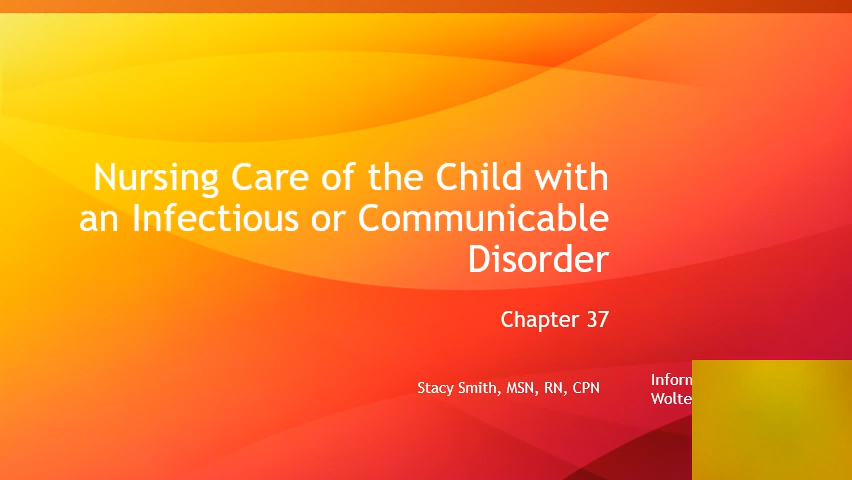 Nursing Care of the Child with
an Infectious or Communicable
Disorder
Chapter 37
Stacy Smith, MSN, RN, CPN